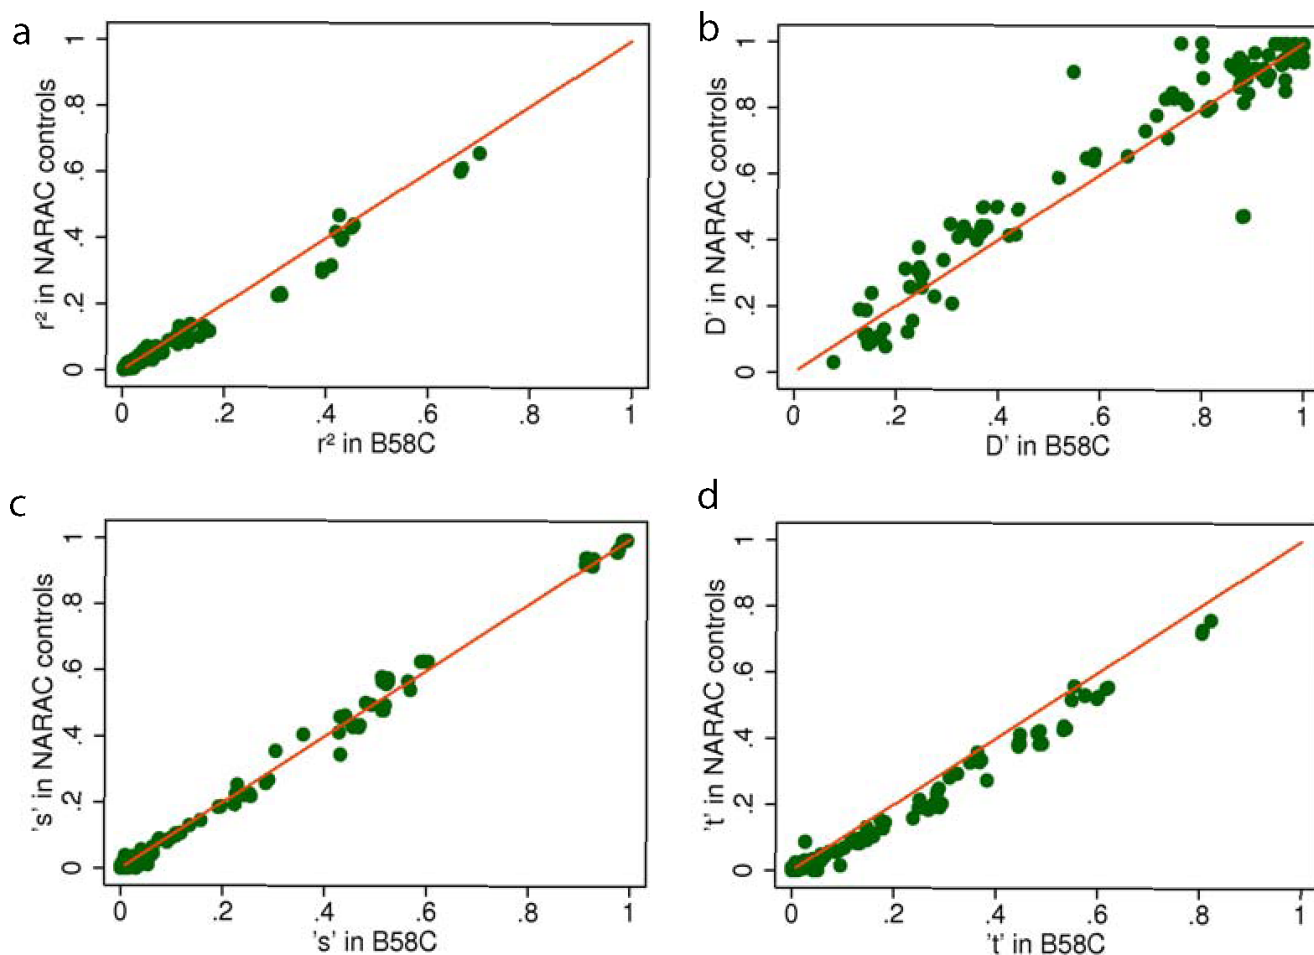 a
r² in NARAC controls
1
.8
.6
.4
.2
0
0 .2 .4 .6 .8 1
r² in B58C
b
D' in NARAC controls
1
.8
.6
.4
.2
0
0 .2 .4 .6 .8 1
D' in B58C
c
's' in NARAC controls
1
.8
.6
.4
.2
0
0 .2 .4 .6 .8 1
's' in B58C
d
't' in NARAC controls
1
.8
.6
.4
.2
0
0 .2 .4 .6 .8 1
't' in B58C